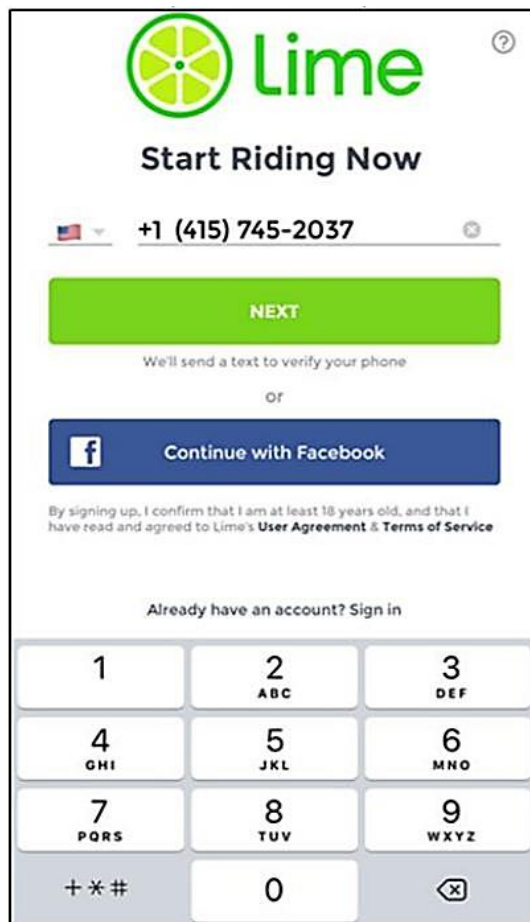 Lime
Start Riding Now
+1 (415) 745-2037
NEXT
We'll send a text to verify your phone
or
f Continue with Facebook
By signing up, I confirm that I am at least 18 years old, and that I
have read and agreed to Lime's User Agreement & Terms of Service
Already have an account? Sign in
1 2 3
ABC DEF
4 5 6
GHI JKL MNO
7 8 9
PQRS TUV WXYZ
+*# 0